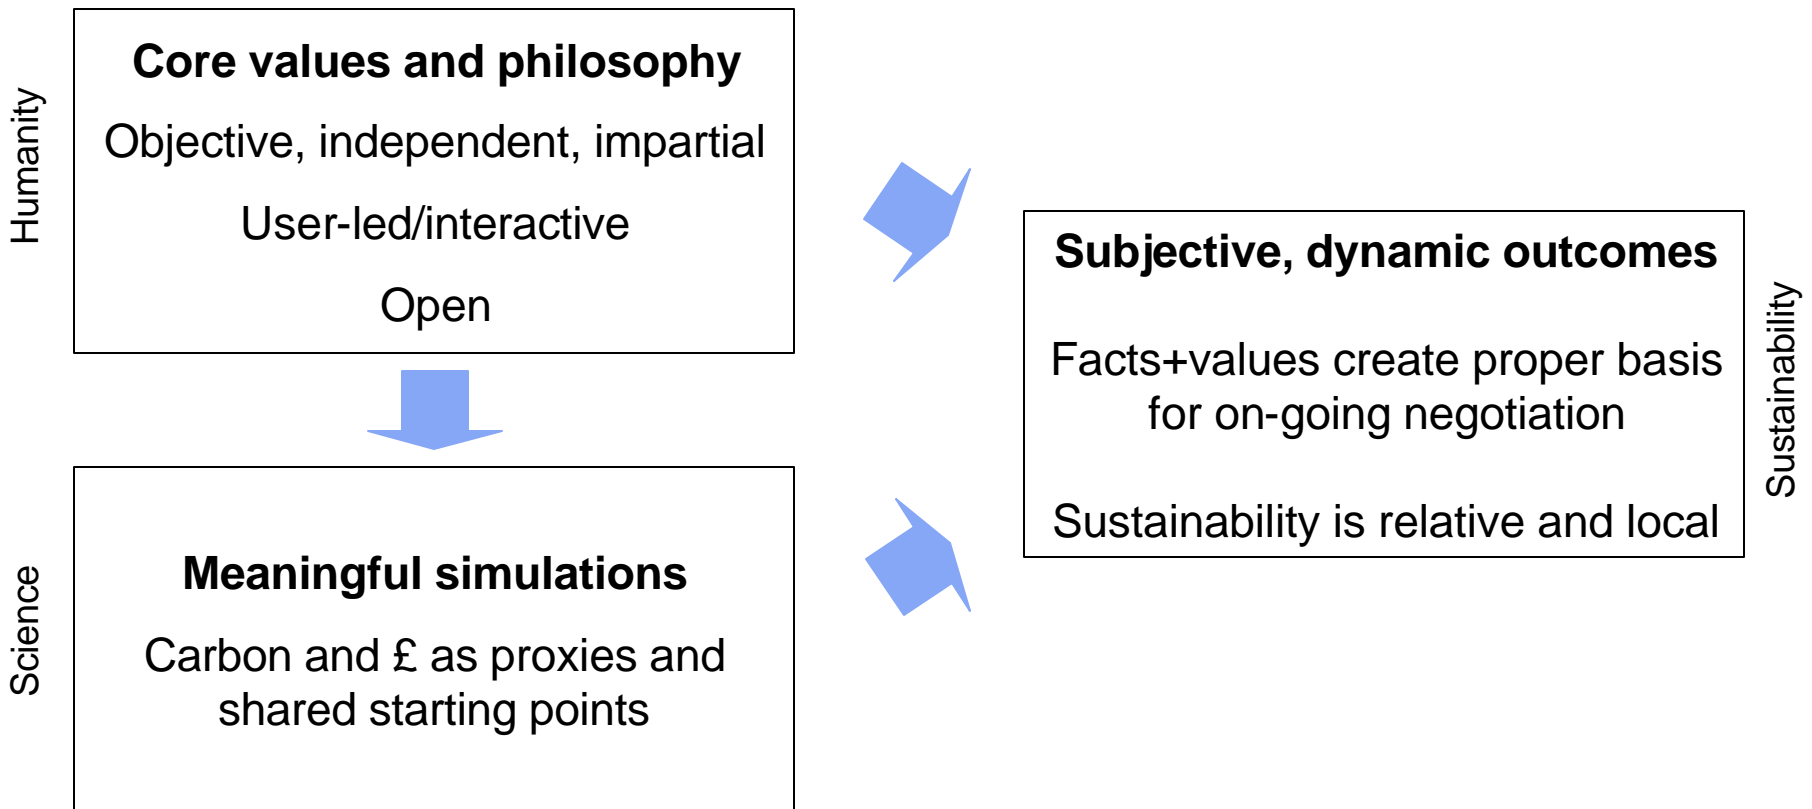 Humanity
Core values and philosophy
Objective, independent, impartial
User-led/interactive
Open
Science
Meaningful simulations
Carbon and £ as proxies and
shared starting points
Subjective, dynamic outcomes
Facts+values create proper basis
for on-going negotiation
Sustainability is relative and local
Sustainability